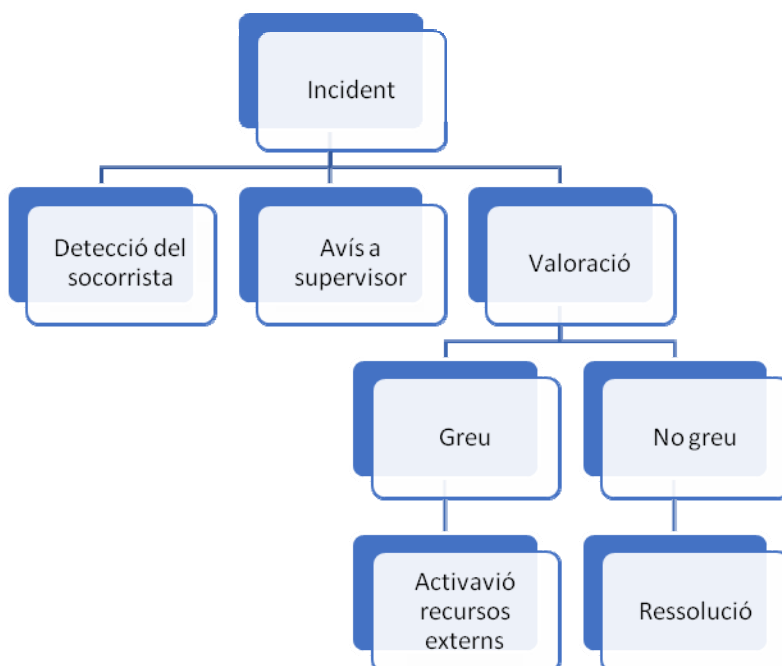 Incident
Detecció del
socorrista
Avís a
supervisor
Valoració
Greu
No greu
Activavió
recursos
externs
Ressolució